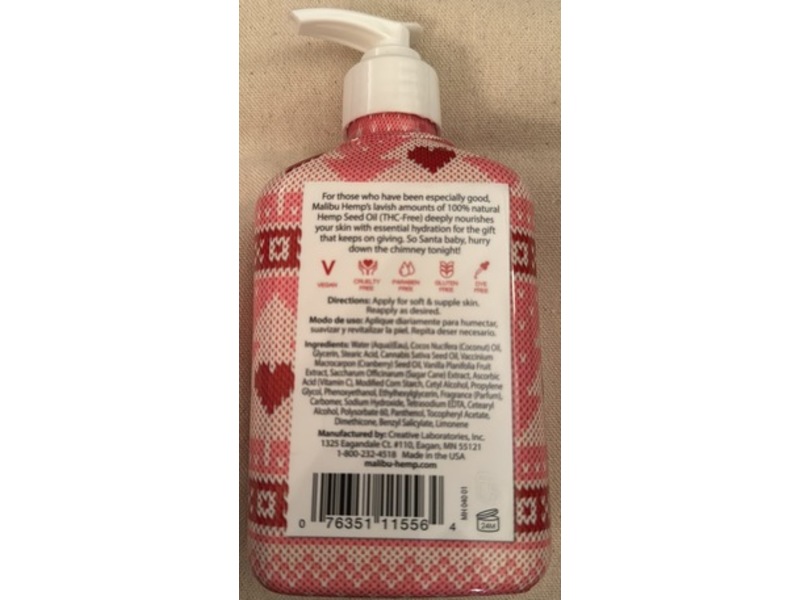 For those who have been especially good,
Malibu Hemp's lavish amounts of 100% natural
Hemp Seed Oil (THC-Free) deeply nourishes
your skin with essential hydration for the gift
that keeps on giving. So Santa baby, hurry
down the chimney tonight!
V
VEGAN
CRUELTY
FREE
PARABEN
FREE
GLUTEN
FREE
DYE
FREE
Directions: Apply for soft & supple skin.
Reapply as desired.
Modo de uso: Aplique diariamente para humectar,
suavizar y revitalizar la piel. Repita deser necesario.
Ingredients: Water (Aqua/Eau), Cocos Nucifera (Coconut) Oil,
Glycerin, Stearic Acid, Cannabis Sativa Seed Oil, Vaccinium
Macrocarpon (Cranberry) Seed Oil, Vanilla Planifolia Fruit
Extract, Saccharum Officinarum (Sugar Cane) Extract, Ascorbic
Acid (Vitamin C), Modified Corn Starch, Cetyl Alcohol, Propylene
Glycol, Phenoxyethanol, Ethylhexylglycerin, Fragrance (Parfum),
Carbomer, Sodium Hydroxide, Tetrasodium EDTA, Cetearyl
Alcohol, Polysorbate 60, Panthenol, Tocopheryl Acetate,
Dimethicone, Benzyl Salicylate, Limonene
Manufactured by: Creative Laboratories, Inc.
1325 Eagandale Ct. #110, Eagan, MN 55121
1-800-232-4518 Made in the USA
malibu-hemp.com
0 76351 11556 4
MH 040 01
24M